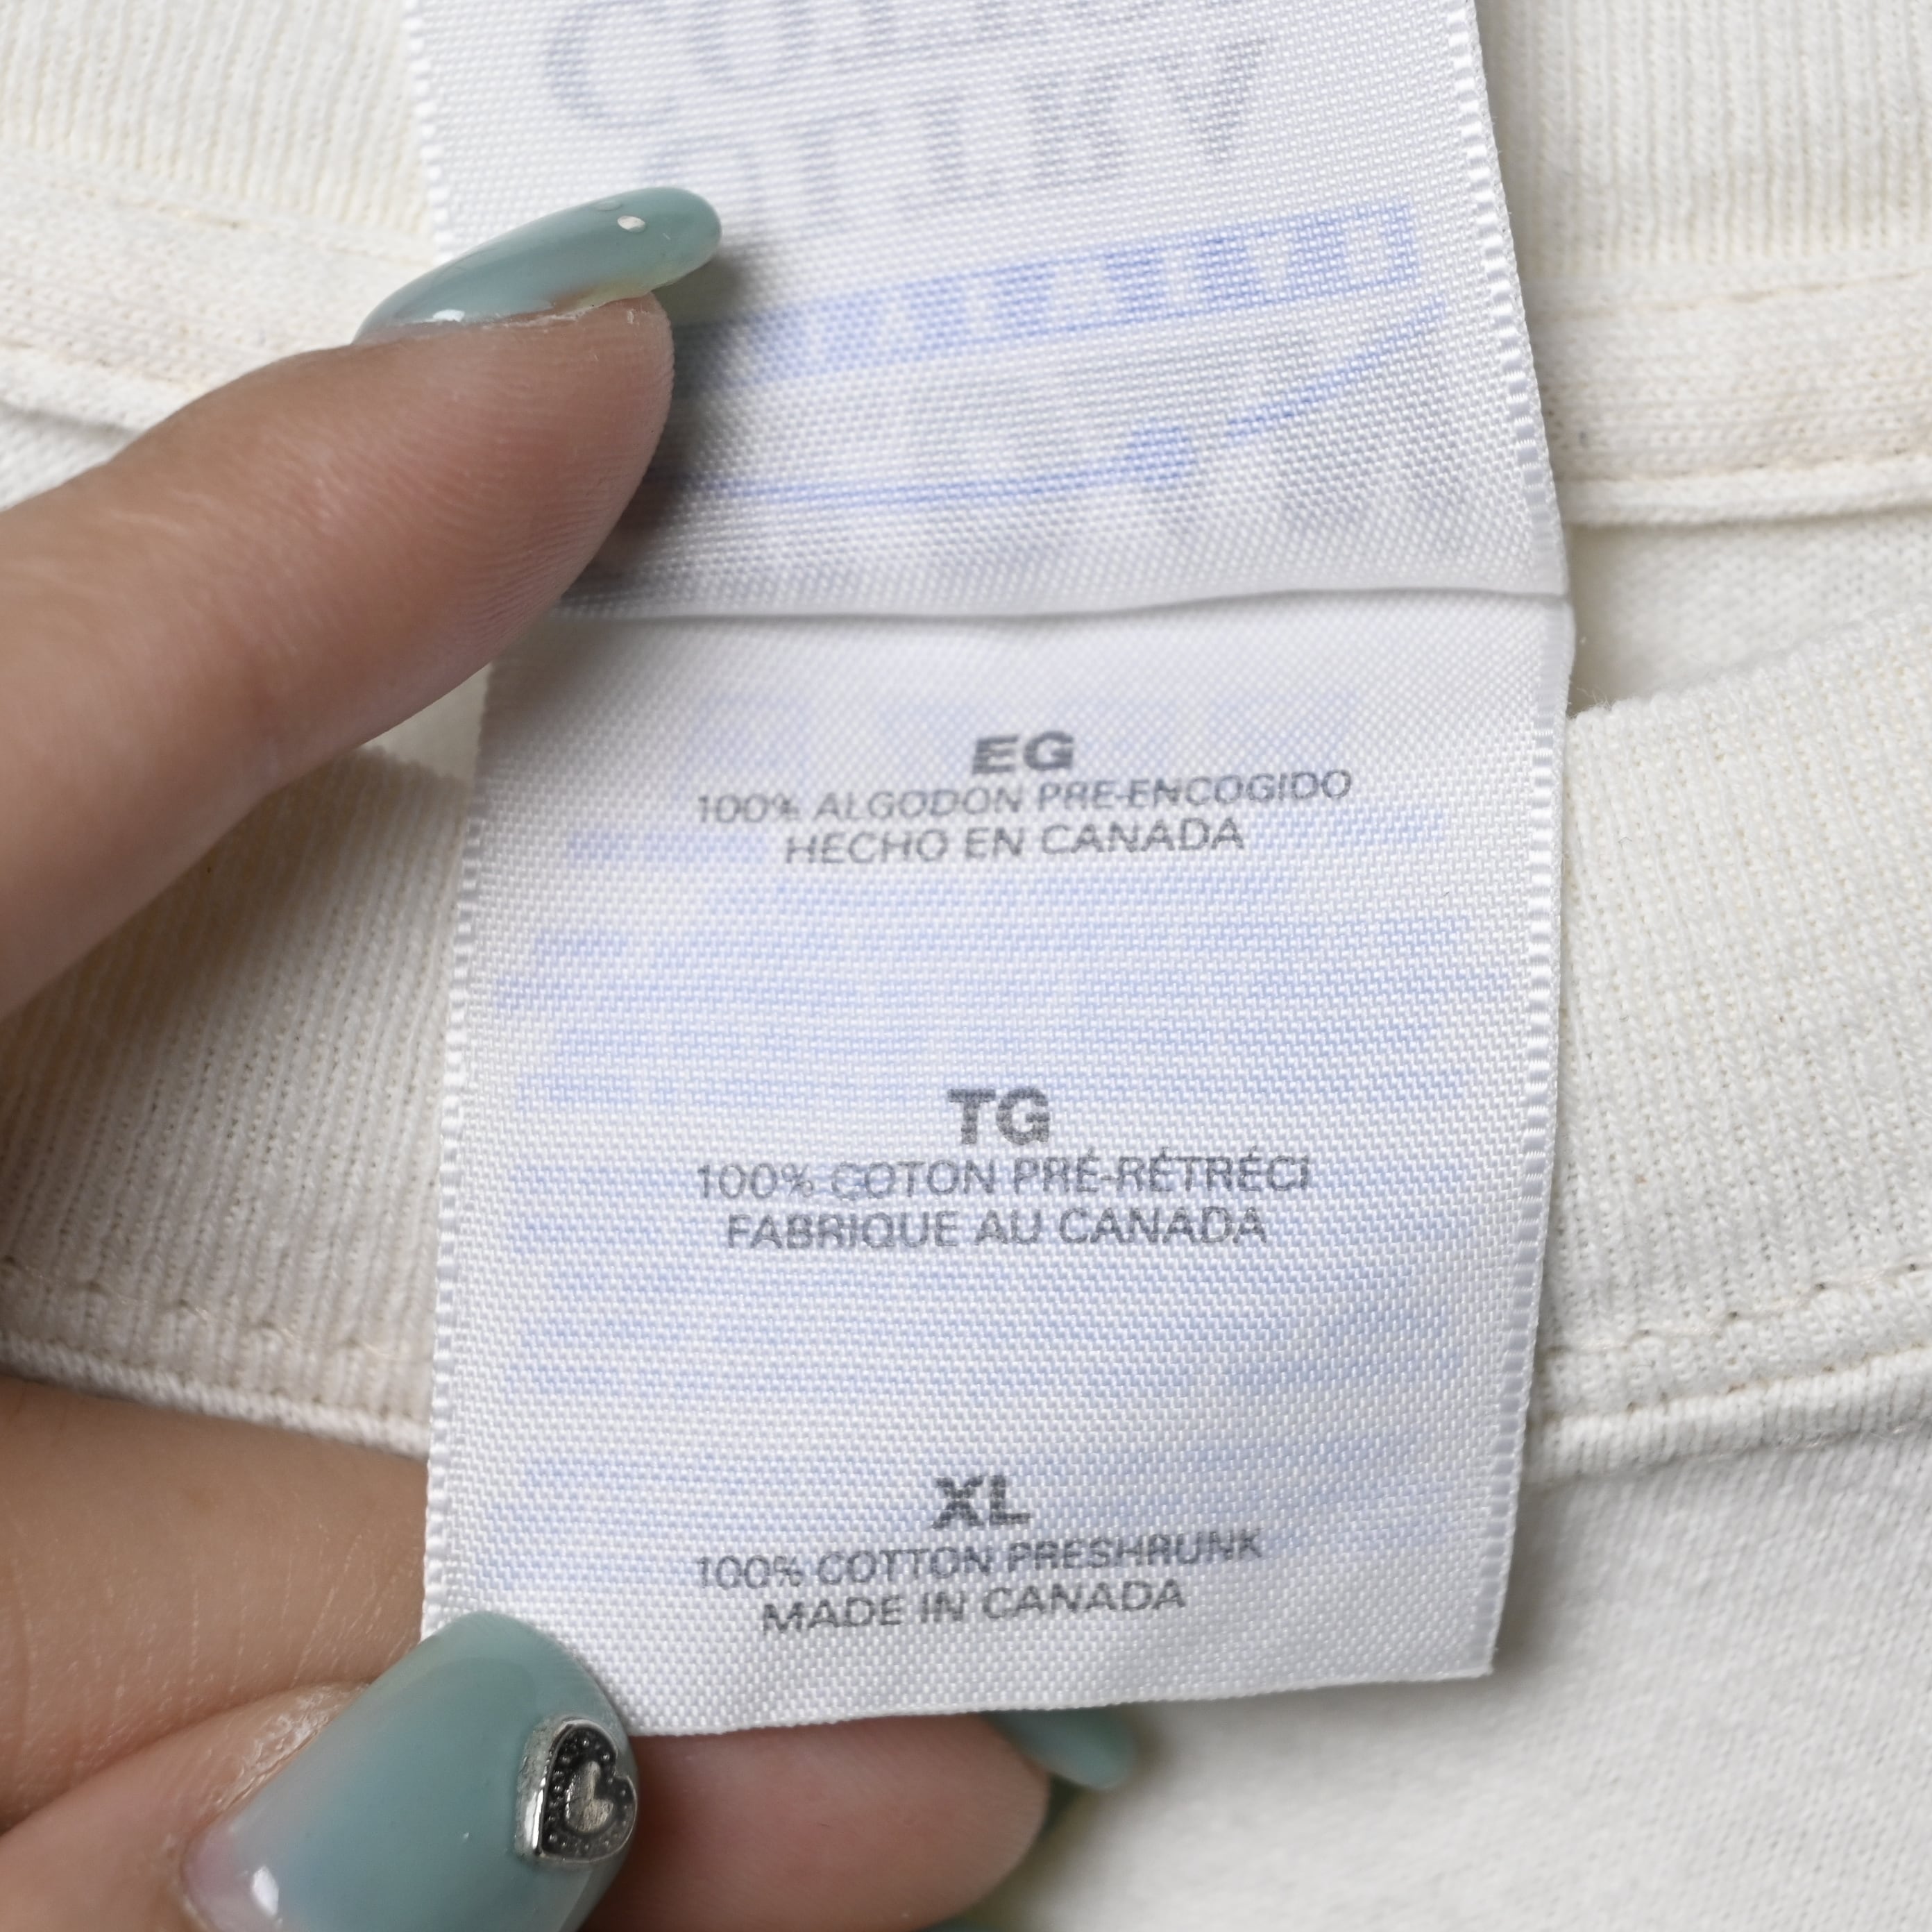 EG
100% ALGODON PRE-ENCOGIDO
HECHO EN CANADA
TG
100% COTON PRÉ-RÉTRÉCI
FABRIQUE AU CANADA
XL
100% COTTON PRESHRUNK
MADE IN CANADA